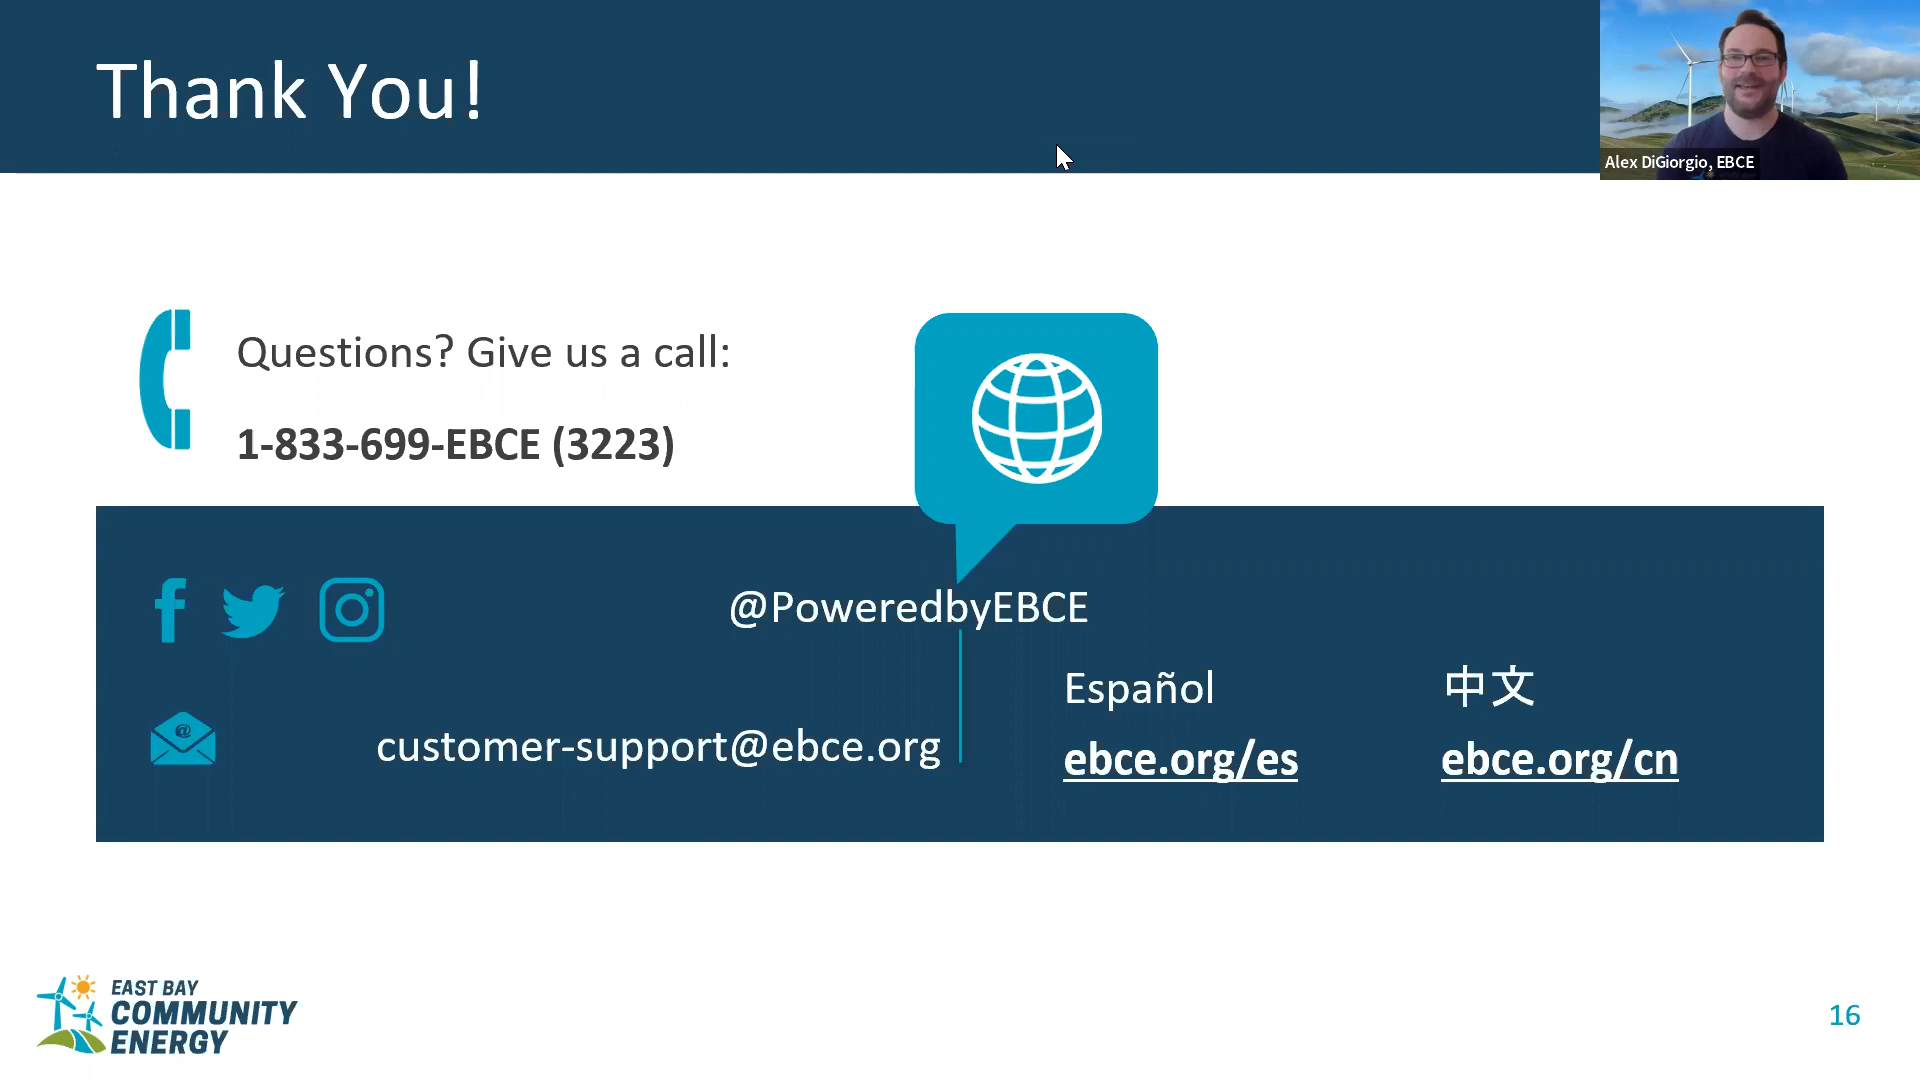 Thank You!
Alex DiGiorgio, EBCE
Questions? Give us a call:
1-833-699-EBCE (3223)
@PoweredbyEBCE
customer-support@ebce.org
Español
ebce.org/es
中文
ebce.org/cn
EAST BAY
COMMUNITY
ENERGY
16